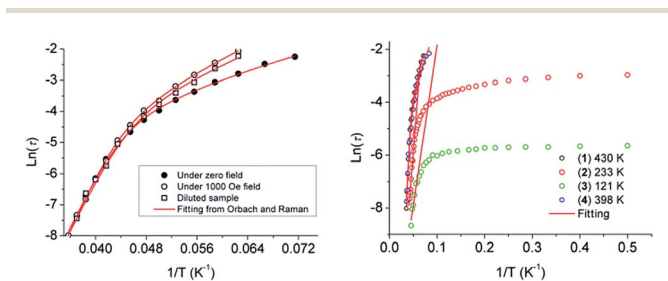 -2
-3
-4
-5
-6
-7
-8
Ln(τ)
Under zero field
Under 1000 Oe field
Diluted sample
Fitting from Orbach and Raman
0.040 0.048 0.056 0.064 0.072
1/T (K⁻¹)
-2
-4
-6
-8
Ln(τ)
(1) 430 K
(2) 233 K
(3) 121 K
(4) 398 K
Fitting
0.0 0.1 0.2 0.3 0.4 0.5
1/T (K⁻¹)